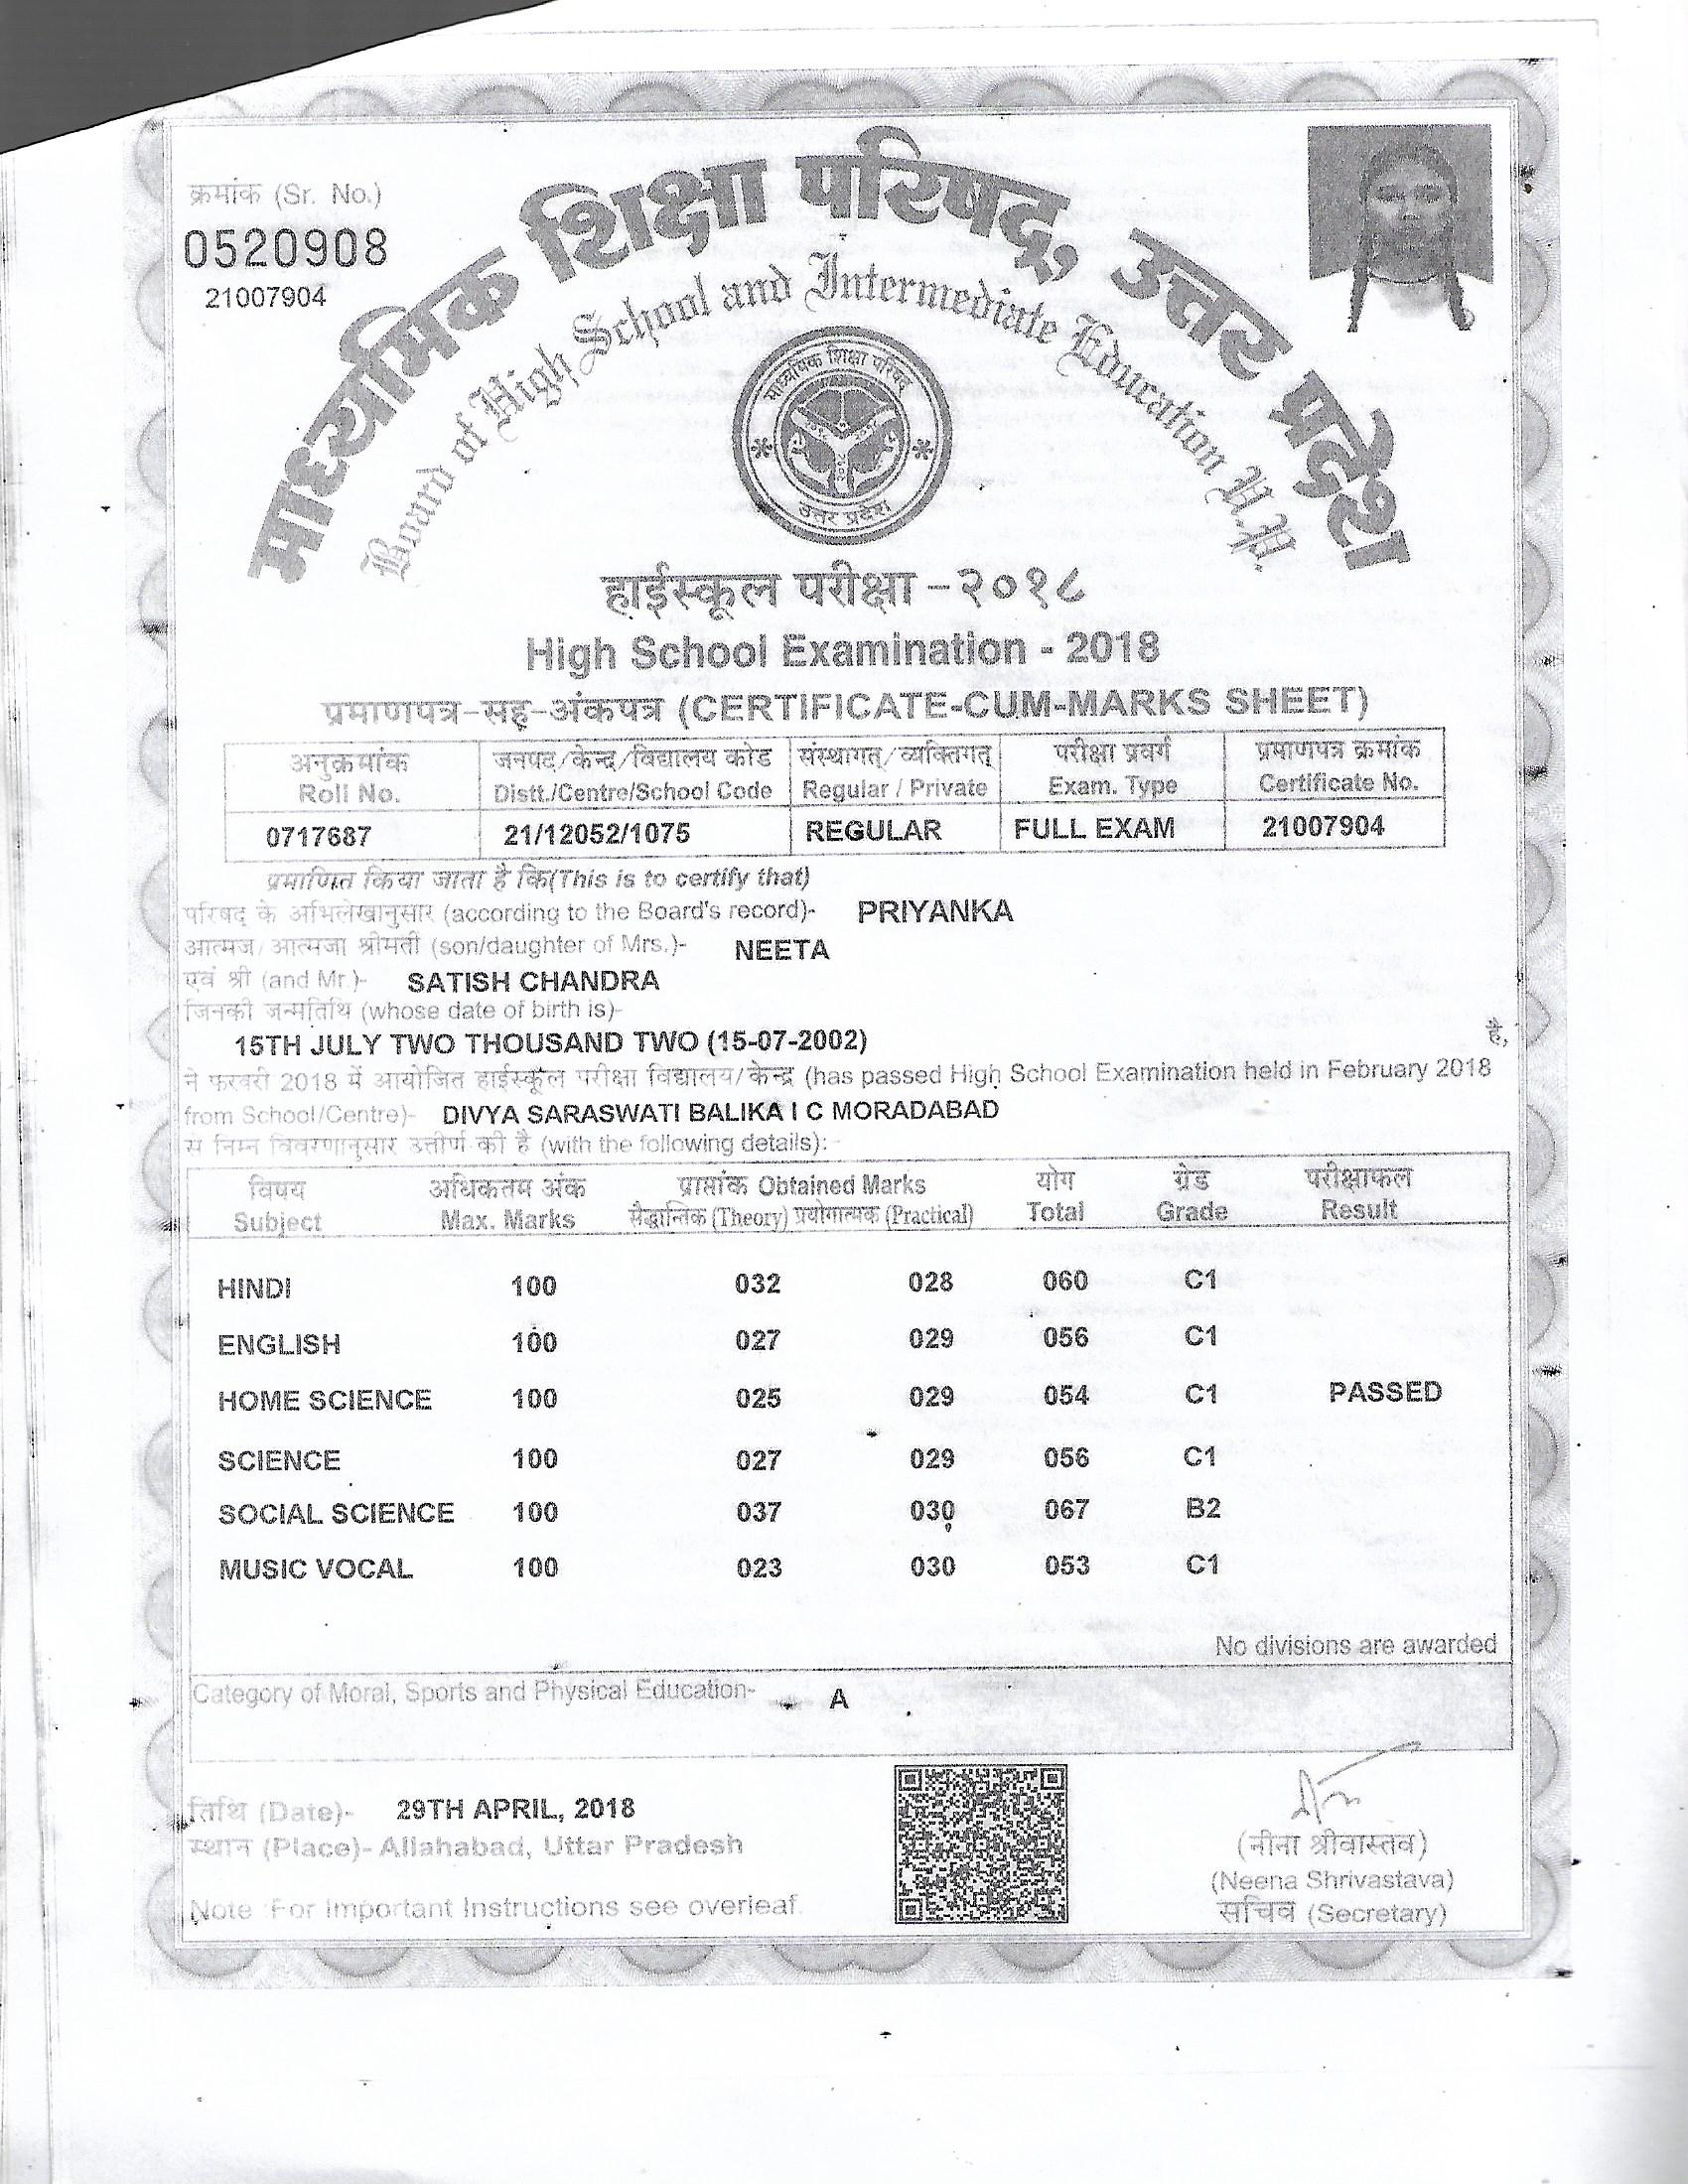 क्रमांक (Sr. No.)
0520908
21007904
माध्यमिक शिक्षा परिषद्, उत्तर प्रदेश
Board of High School and Intermediate Education U.P.
माध्यमिक शिक्षा परिषद्
उत्तर प्रदेश
हाईस्कूल परीक्षा -२०१८
High School Examination - 2018
प्रमाणपत्र-सह-अंकपत्र (CERTIFICATE-CUM-MARKS SHEET)
अनुक्रमांक जनपद/केन्द्र/विद्यालय कोड संस्थागत्/व्यक्तिगत् परीक्षा प्रवर्ग प्रमाणपत्र क्रमांक
Roll No. Distt./Centre/School Code Regular / Private Exam. Type Certificate No.
0717687 21/12052/1075 REGULAR FULL EXAM 21007904
प्रमाणित किया जाता है कि(This is to certify that)
परिषद् के अभिलेखानुसार (according to the Board's record)- PRIYANKA
आत्मज/आत्मजा श्रीमती (son/daughter of Mrs.)- NEETA
एवं श्री (and Mr.)- SATISH CHANDRA
जिनकी जन्मतिथि (whose date of birth is)-
15TH JULY TWO THOUSAND TWO (15-07-2002) है,
ने फरवरी 2018 में आयोजित हाईस्कूल परीक्षा विद्यालय/केन्द्र (has passed High School Examination held in February 2018
from School/Centre)- DIVYA SARASWATI BALIKA I C MORADABAD
से निम्न विवरणानुसार उत्तीर्ण की है (with the following details):-
विषय अधिकतम अंक प्राप्तांक Obtained Marks योग ग्रेड परीक्षाफल
Subject Max. Marks सैद्धान्तिक (Theory) प्रयोगात्मक (Practical) Total Grade Result
HINDI 100 032 028 060 C1
ENGLISH 100 027 029 056 C1
HOME SCIENCE 100 025 029 054 C1 PASSED
SCIENCE 100 027 029 056 C1
SOCIAL SCIENCE 100 037 030 067 B2
MUSIC VOCAL 100 023 030 053 C1
No divisions are awarded
Category of Moral, Sports and Physical Education- A
तिथि (Date)- 29TH APRIL, 2018
स्थान (Place)- Allahabad, Uttar Pradesh
(नीना श्रीवास्तव)
(Neena Shrivastava)
सचिव (Secretary)
Note :For Important Instructions see overleaf.